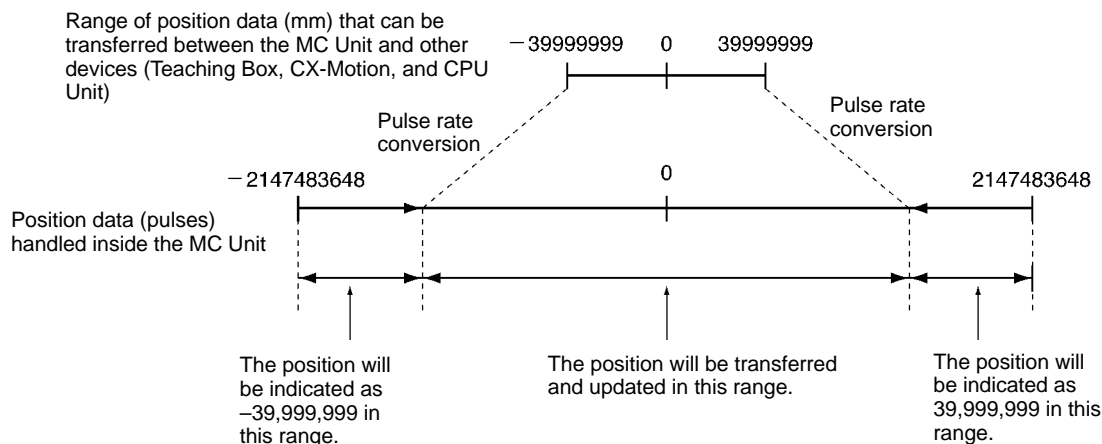 Range of position data (mm) that can be
transferred between the MC Unit and other
devices (Teaching Box, CX-Motion, and CPU
Unit)
−39999999 0 39999999
Pulse rate
conversion
Pulse rate
conversion
−2147483648 0 2147483648
Position data (pulses)
handled inside the MC Unit
The position will
be indicated as
–39,999,999 in
this range.
The position will be transferred
and updated in this range.
The position will
be indicated as
39,999,999 in this
range.